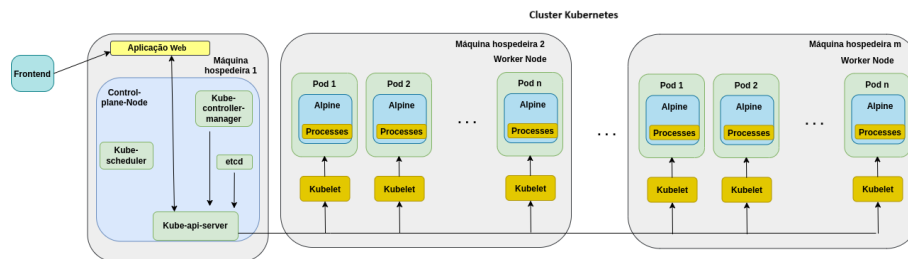 Cluster Kubernetes
Frontend
Aplicação Web
Máquina
hospedeira 1
Control-
plane-Node
Kube-
controller-
manager
Kube-
scheduler
etcd
Kube-api-server
Máquina hospedeira 2
Worker Node
Pod 1
Alpine
Processes
Kubelet
Pod 2
Alpine
Processes
Kubelet
...
Pod n
Alpine
Processes
Kubelet
...
Máquina hospedeira m
Worker Node
Pod 1
Alpine
Processes
Kubelet
Pod 2
Alpine
Processes
Kubelet
...
Pod n
Alpine
Processes
Kubelet